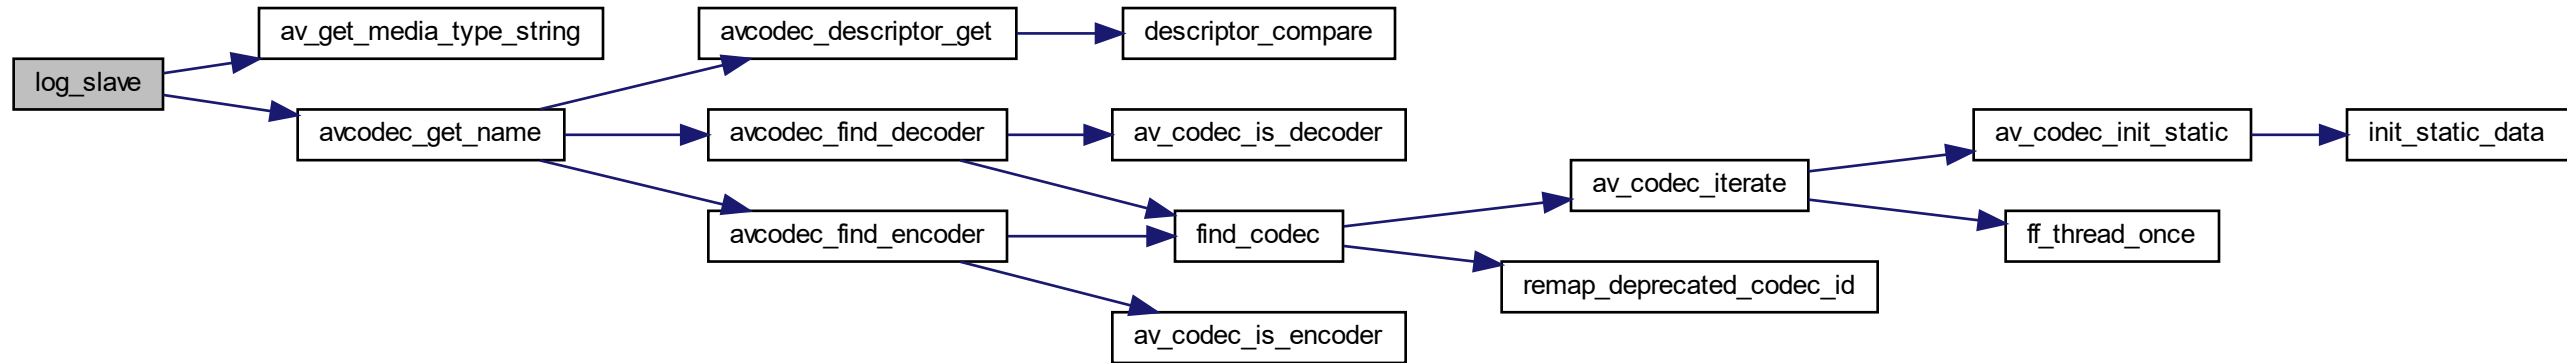 log_slave
av_get_media_type_string
avcodec_get_name
avcodec_descriptor_get
descriptor_compare
avcodec_find_decoder
av_codec_is_decoder
avcodec_find_encoder
find_codec
av_codec_is_encoder
av_codec_iterate
remap_deprecated_codec_id
av_codec_init_static
init_static_data
ff_thread_once